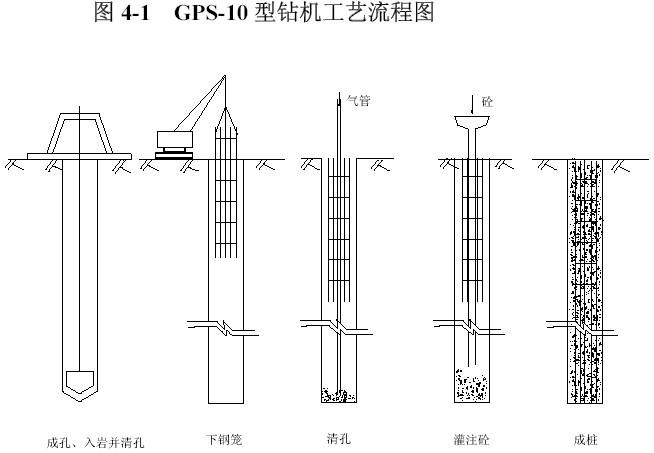 图 4-1 GPS-10 型钻机工艺流程图
气管
砼
成孔、入岩并清孔
下钢笼
清孔
灌注砼
成桩